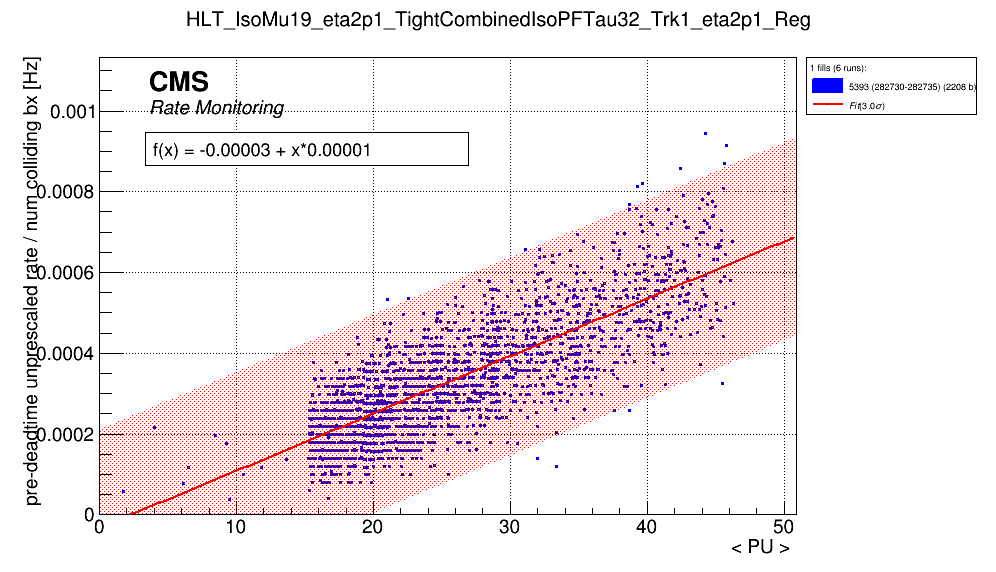 HLT_IsoMu19_eta2p1_TightCombinedIsoPFTau32_Trk1_eta2p1_Reg
pre-deadtime unprescaled rate / num colliding bx [Hz]
CMS
Rate Monitoring
f(x) = -0.00003 + x*0.00001
0.001
0.0008
0.0006
0.0004
0.0002
0
0 10 20 30 40 50
< PU >
1 fills (6 runs):
5393 (282730-282735) (2208 b)
Fit(3.0σ)